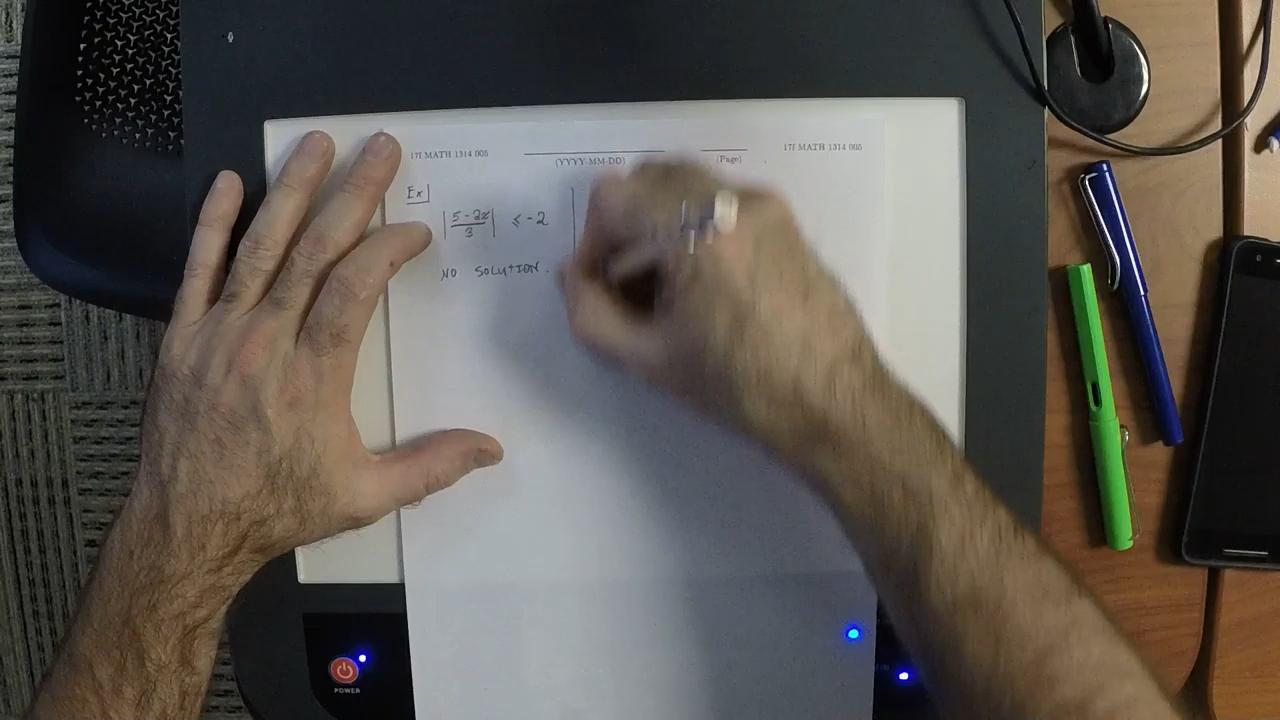 17f MATH 1314 005 (YYYY-MM-DD) (Page) 17f MATH 1314 005
Ex
|5-2x/3| ≤ -2
NO SOLUTION.
POWER